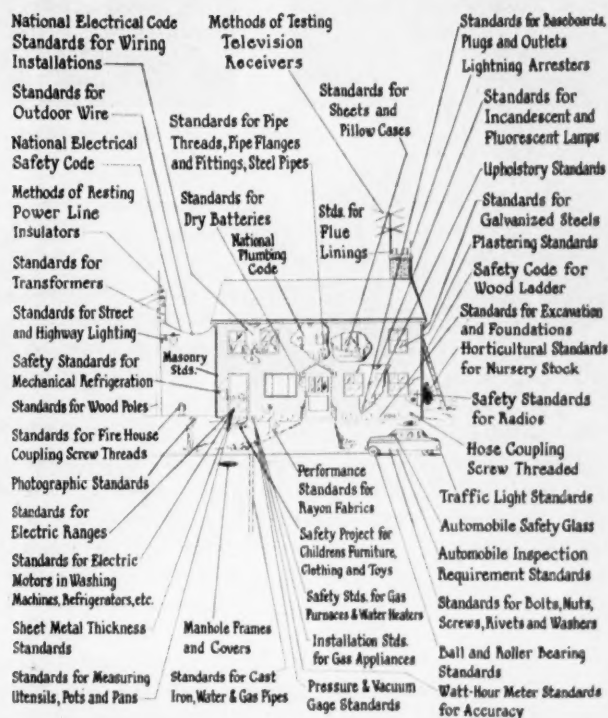 National Electrical Code
Standards for Wiring
Installations
Standards for
Outdoor Wire
National Electrical
Safety Code
Methods of Resting
Power Line
Insulators
Standards for
Transformers
Standards for Street
and Highway Lighting
Safety Standards for
Mechanical Refrigeration
Standards for Wood Poles
Standards for Fire House
Coupling Screw Threads
Photographic Standards
Standards for
Electric Ranges
Standards for Electric
Motors in Washing
Machines, Refrigerators, etc.
Sheet Metal Thickness
Standards
Standards for Measuring
Utensils, Pots and Pans
Methods of Testing
Television
Receivers
Standards for Pipe
Threads, Pipe Flanges
and Fittings, Steel Pipes
Standards for
Dry Batteries
National
Plumbing
Code
Standards for
Sheets and
Pillow Cases
Stds. for
Flue
Linings
Masonry
Stds.
Performance
Standards for
Rayon Fabrics
Safety Project for
Childrens Furniture,
Clothing and Toys
Safety Stds. for Gas
Furnaces & Water Heaters
Manhole Frames
and Covers
Installation Stds.
for Gas Appliances
Standards for Cast
Iron, Water & Gas Pipes
Pressure & Vacuum
Gage Standards
Standards for Baseboards,
Plugs and Outlets
Lightning Arresters
Standards for
Incandescent and
Fluorescent Lamps
Upholstory Standards
Standards for
Galvanized Steels
Plastering Standards
Safety Code for
Wood Ladder
Standards for Excavation
and Foundations
Horticultural Standards
for Nursery Stock
Safety Standards
for Radios
Hose Coupling
Screw Threaded
Traffic Light Standards
Automobile Safety Glass
Automobile Inspection
Requirement Standards
Standards for Bolts, Nuts,
Screws, Rivets and Washers
Ball and Roller Bearing
Standards
Watt-Hour Meter Standards
for Accuracy